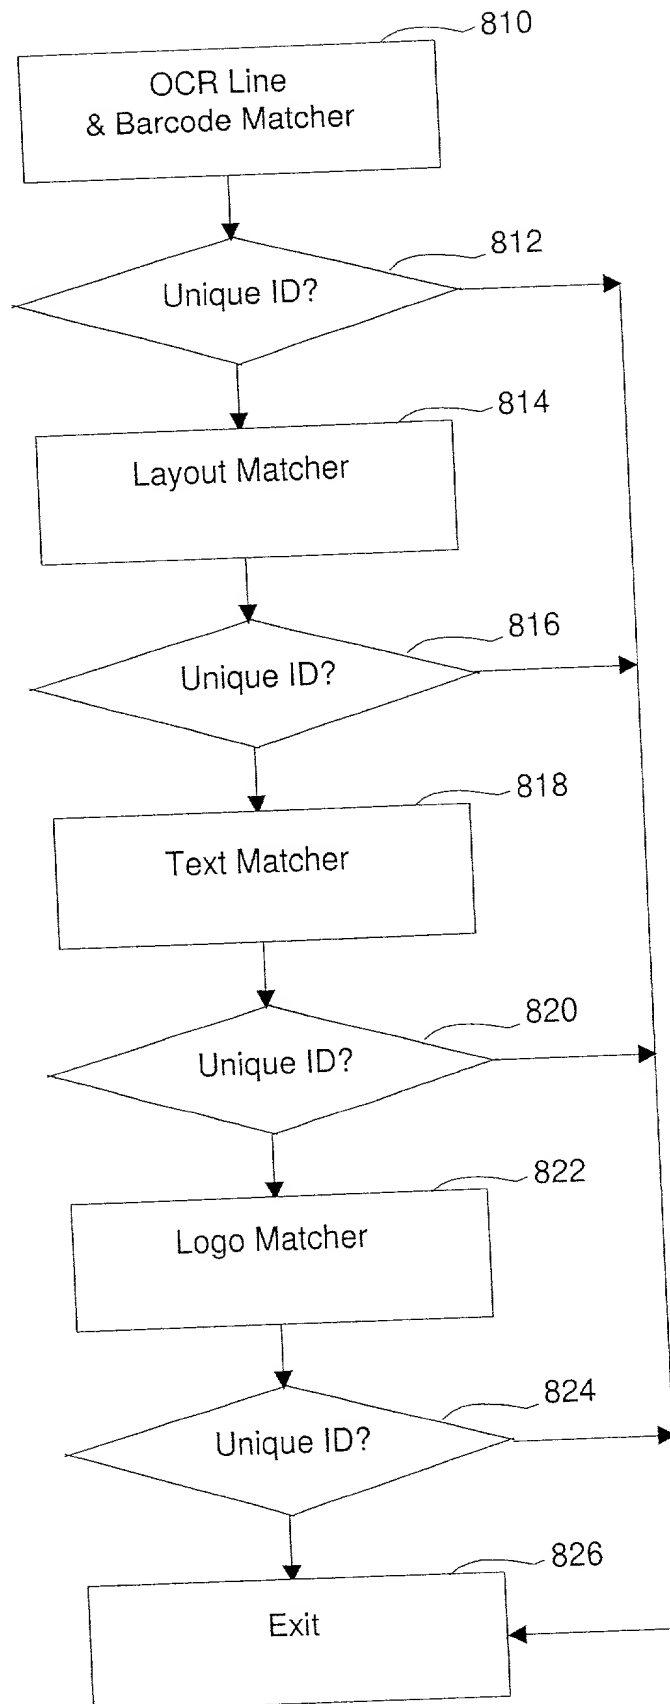 810
OCR Line
& Barcode Matcher
812
Unique ID?
814
Layout Matcher
816
Unique ID?
818
Text Matcher
820
Unique ID?
822
Logo Matcher
824
Unique ID?
826
Exit